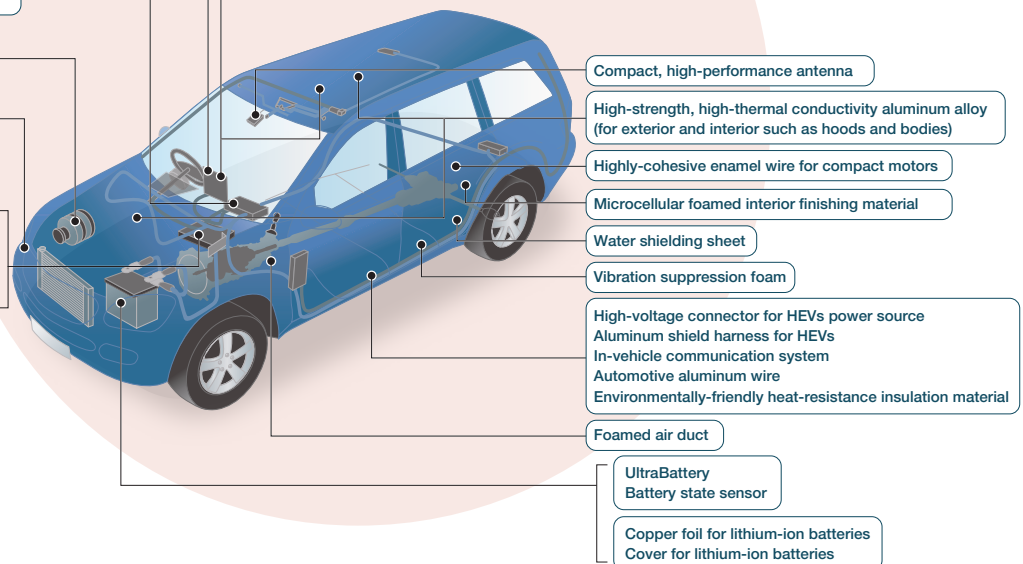 Compact, high-performance antenna
High-strength, high-thermal conductivity aluminum alloy
(for exterior and interior such as hoods and bodies)
Highly-cohesive enamel wire for compact motors
Microcellular foamed interior finishing material
Water shielding sheet
Vibration suppression foam
High-voltage connector for HEVs power source
Aluminum shield harness for HEVs
In-vehicle communication system
Automotive aluminum wire
Environmentally-friendly heat-resistance insulation material
Foamed air duct
UltraBattery
Battery state sensor
Copper foil for lithium-ion batteries
Cover for lithium-ion batteries